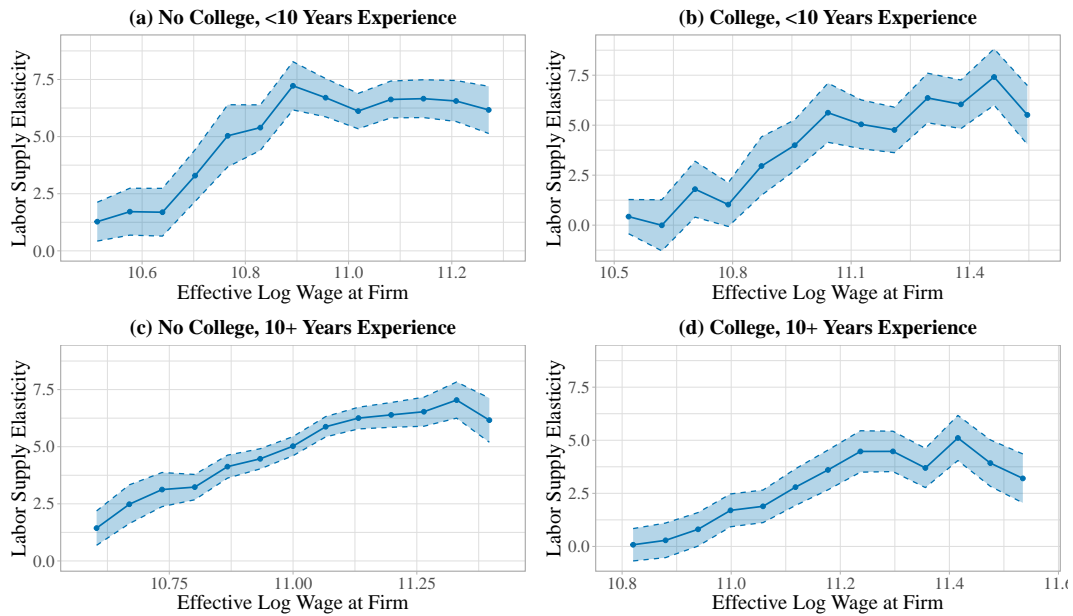 (a) No College, <10 Years Experience
Labor Supply Elasticity
7.5
5.0
2.5
0.0
10.6 10.8 11.0 11.2
Effective Log Wage at Firm
(b) College, <10 Years Experience
Labor Supply Elasticity
7.5
5.0
2.5
0.0
10.5 10.8 11.1 11.4
Effective Log Wage at Firm
(c) No College, 10+ Years Experience
Labor Supply Elasticity
7.5
5.0
2.5
0.0
10.75 11.00 11.25
Effective Log Wage at Firm
(d) College, 10+ Years Experience
Labor Supply Elasticity
7.5
5.0
2.5
0.0
10.8 11.0 11.2 11.4 11.6
Effective Log Wage at Firm